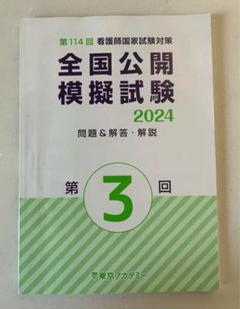 第114回 看護師国家試験対策
全国公開
模擬試験
2024
問題&解答・解説
第 3 回
東京アカデミー